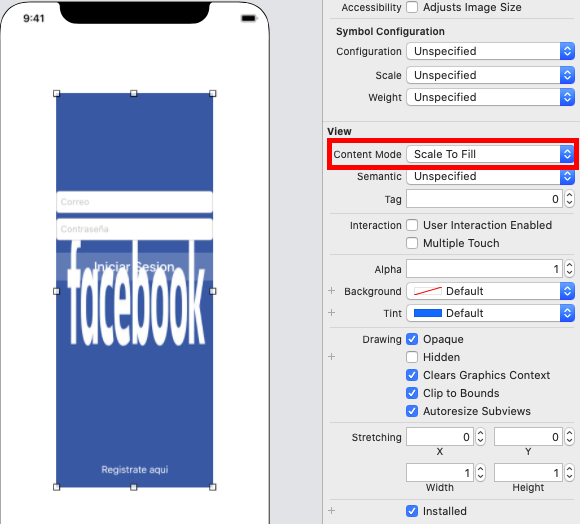 9:41
Correo
Contraseña
Iniciar Sesion
facebook
Registrate aqui
Accessibility Adjusts Image Size
Symbol Configuration
Configuration Unspecified
Scale Unspecified
Weight Unspecified
View
Content Mode Scale To Fill
Semantic Unspecified
Tag 0
Interaction User Interaction Enabled
Multiple Touch
Alpha 1
+ Background Default
+ Tint Default
Drawing Opaque
+ Hidden
Clears Graphics Context
Clip to Bounds
Autoresize Subviews
Stretching 0 0
X Y
1 1
Width Height
+ Installed